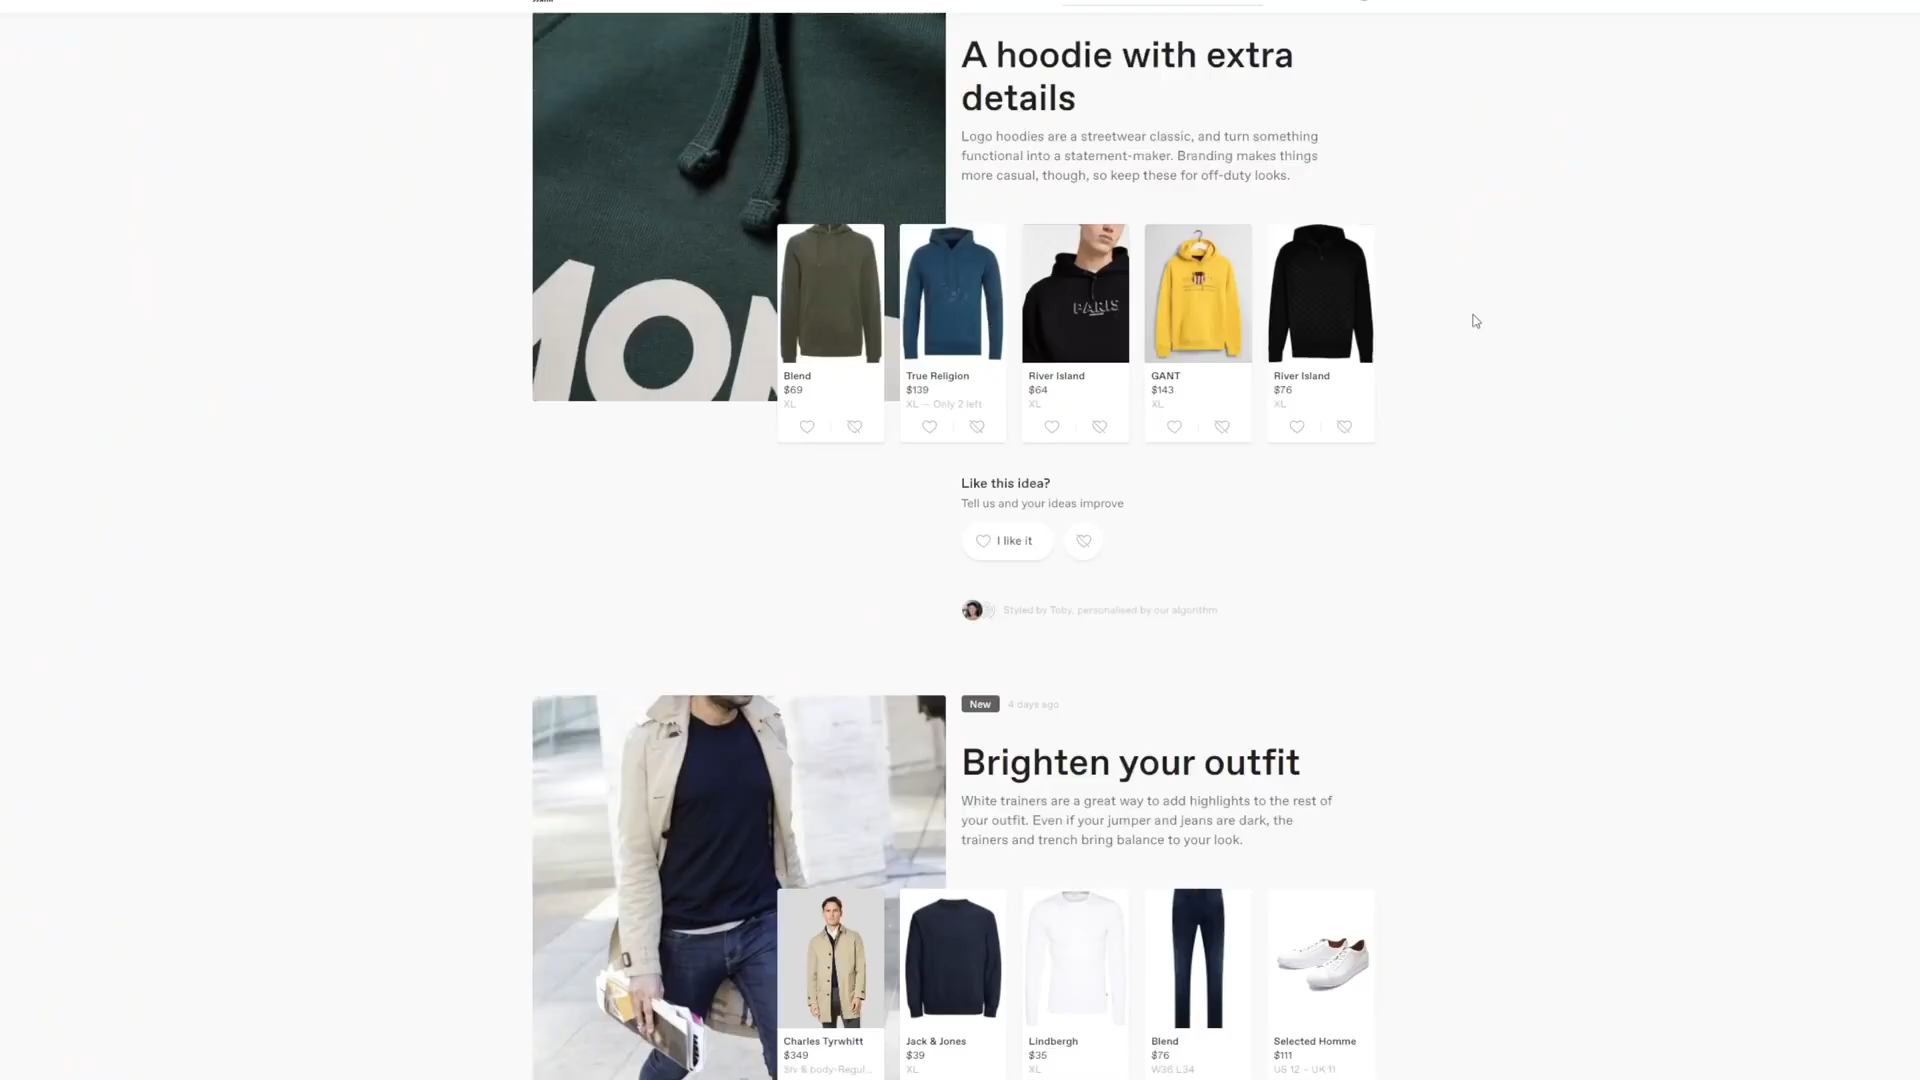 A hoodie with extra
details
Logo hoodies are a streetwear classic, and turn something
functional into a statement-maker. Branding makes things
more casual, though, so keep these for off-duty looks.
PARIS
Blend
$69
XL
True Religion
$139
XL — Only 2 left
River Island
$64
XL
GANT
$143
XL
River Island
$76
XL
Like this idea?
Tell us and your ideas improve
I like it
Styled by Toby, personalised by our algorithm
New
4 days ago
Brighten your outfit
White trainers are a great way to add highlights to the rest of
your outfit. Even if your jumper and jeans are dark, the
trainers and trench bring balance to your look.
Charles Tyrwhitt
$349
Slv & body-Regul...
Jack & Jones
$39
XL
Lindbergh
$35
XL
Blend
$76
W36 L34
Selected Homme
$111
US 12 – UK 11